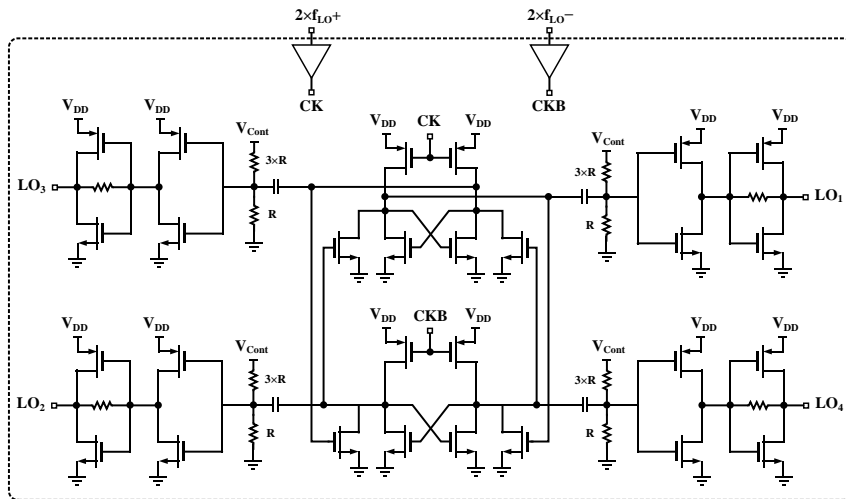 2×fLO+ 2×fLO−
CK CKB
VDD VDD VDD CK VDD VDD VDD
VCont VCont
3×R 3×R
LO3 R R LO1
VDD VDD VDD CKB VDD VDD VDD
VCont VCont
3×R 3×R
LO2 R R LO4